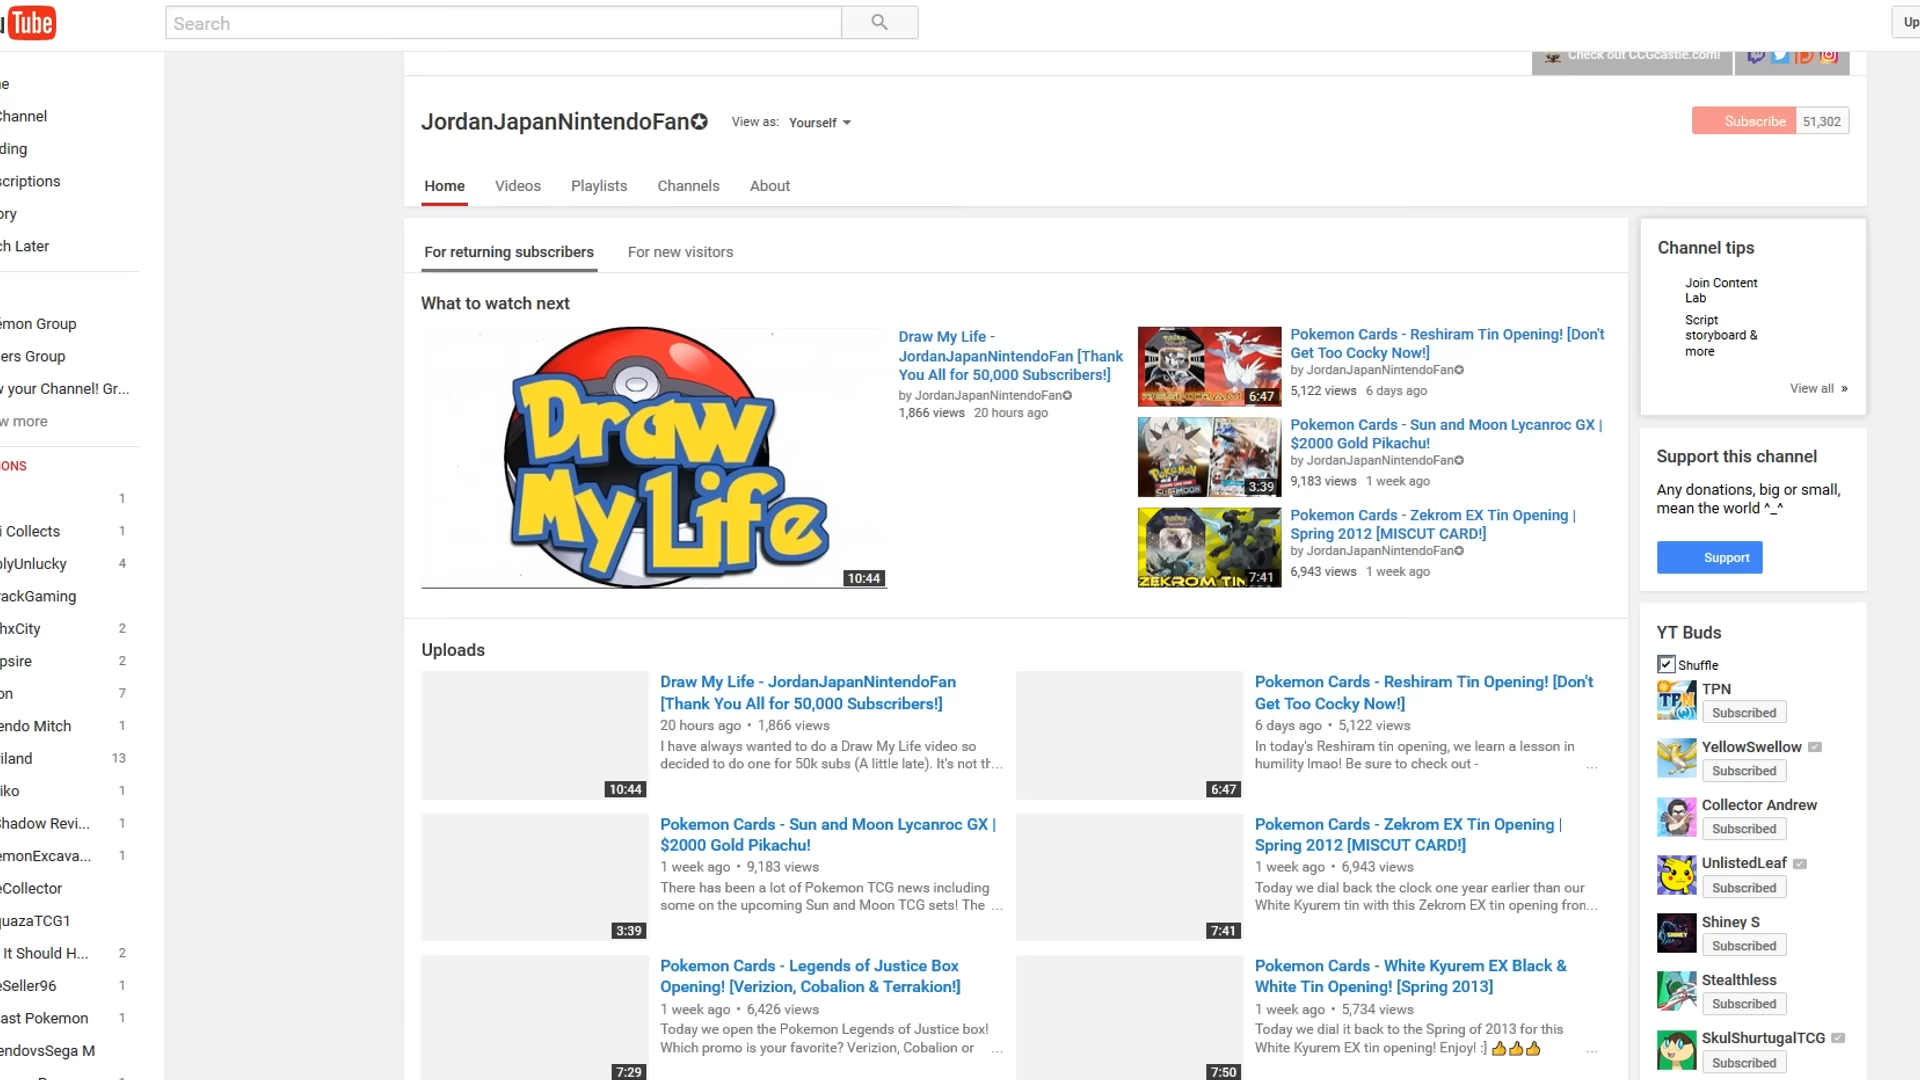 Tube
Search
Up
Check out CCGcastle.com!
JordanJapanNintendoFan✪
View as: Yourself
Subscribe 51,302
Home Videos Playlists Channels About
For returning subscribers For new visitors
What to watch next
Draw My Life
10:44
Draw My Life -
JordanJapanNintendoFan [Thank
You All for 50,000 Subscribers!]
by JordanJapanNintendoFan✪
1,866 views 20 hours ago
6:47
Pokemon Cards - Reshiram Tin Opening! [Don't
Get Too Cocky Now!]
by JordanJapanNintendoFan✪
5,122 views 6 days ago
3:39
Pokemon Cards - Sun and Moon Lycanroc GX |
$2000 Gold Pikachu!
by JordanJapanNintendoFan✪
9,183 views 1 week ago
ZEKROM TIN
7:41
Pokemon Cards - Zekrom EX Tin Opening |
Spring 2012 [MISCUT CARD!]
by JordanJapanNintendoFan✪
6,943 views 1 week ago
Uploads
10:44
Draw My Life - JordanJapanNintendoFan
[Thank You All for 50,000 Subscribers!]
20 hours ago • 1,866 views
I have always wanted to do a Draw My Life video so
decided to do one for 50k subs (A little late). It's not th...
6:47
Pokemon Cards - Reshiram Tin Opening! [Don't
Get Too Cocky Now!]
6 days ago • 5,122 views
In today's Reshiram tin opening, we learn a lesson in
humility lmao! Be sure to check out - ...
3:39
Pokemon Cards - Sun and Moon Lycanroc GX |
$2000 Gold Pikachu!
1 week ago • 9,183 views
There has been a lot of Pokemon TCG news including
some on the upcoming Sun and Moon TCG sets! The ...
7:41
Pokemon Cards - Zekrom EX Tin Opening |
Spring 2012 [MISCUT CARD!]
1 week ago • 6,943 views
Today we dial back the clock one year earlier than our
White Kyurem tin with this Zekrom EX tin opening fron...
7:29
Pokemon Cards - Legends of Justice Box
Opening! [Verizion, Cobalion & Terrakion!]
1 week ago • 6,426 views
Today we open the Pokemon Legends of Justice box!
Which promo is your favorite? Verizion, Cobalion or ...
7:50
Pokemon Cards - White Kyurem EX Black &
White Tin Opening! [Spring 2013]
1 week ago • 5,734 views
Today we dial it back to the Spring of 2013 for this
White Kyurem EX tin opening! Enjoy! :] 👍👍👍 ...
Channel tips
Join Content
Lab
Script
storyboard &
more
View all »
Support this channel
Any donations, big or small,
mean the world ^_^
Support
YT Buds
Shuffle
TPN
Subscribed
YellowSwellow
Subscribed
Collector Andrew
Subscribed
UnlistedLeaf
Subscribed
Shiney S
Subscribed
Stealthless
Subscribed
SkulShurtugalTCG
Subscribed
e
Channel
ding
scriptions
ory
ch Later
émon Group
ers Group
w your Channel! Gr...
w more
IONS
1
i Collects 1
plyUnlucky 4
rackGaming
hxCity 2
psire 2
on 7
endo Mitch 1
iland 13
iko 1
Shadow Revi... 1
emonExcava... 1
eCollector
quazaTCG1
It Should H... 2
eSeller96 1
ast Pokemon 1
endovsSega M